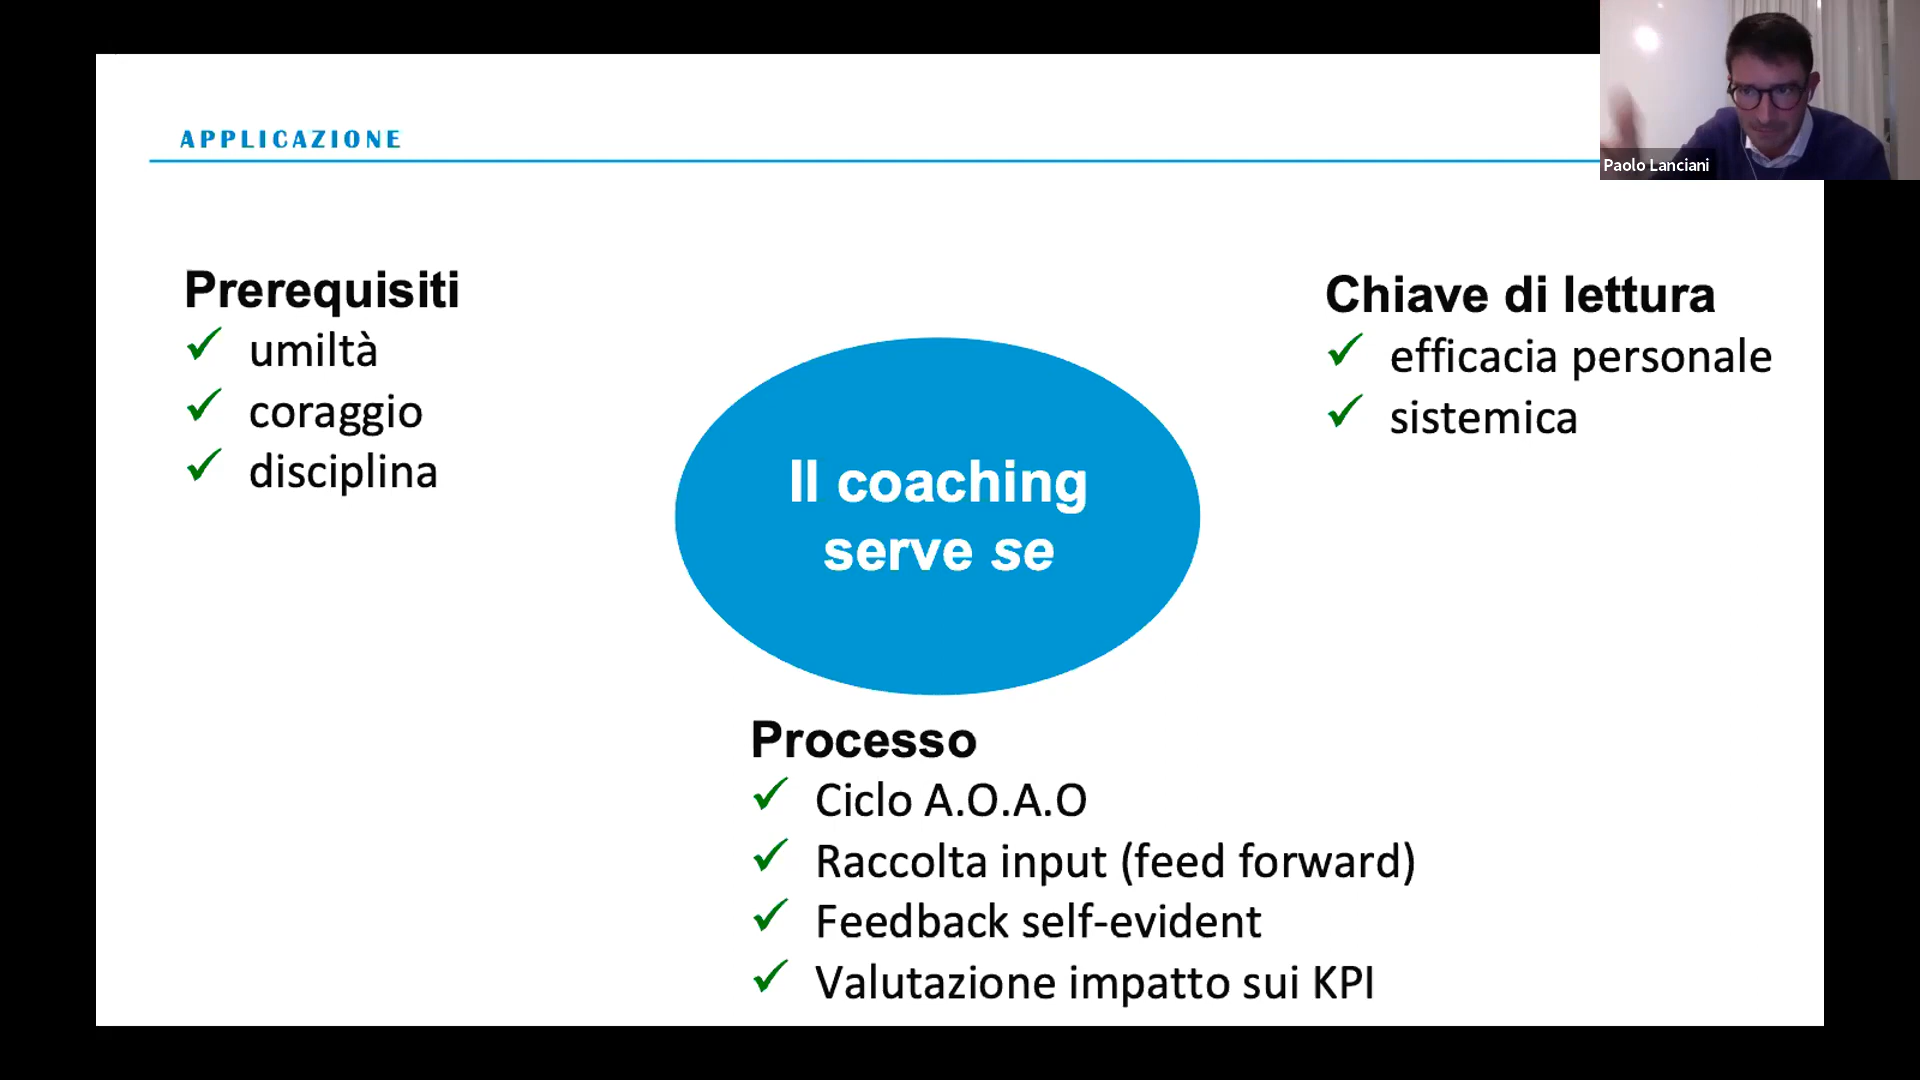 APPLICAZIONE
Paolo Lanciani
Prerequisiti
✓ umiltà
✓ coraggio
✓ disciplina
Chiave di lettura
✓ efficacia personale
✓ sistemica
Il coaching
serve se
Processo
✓ Ciclo A.O.A.O
✓ Raccolta input (feed forward)
✓ Feedback self-evident
✓ Valutazione impatto sui KPI